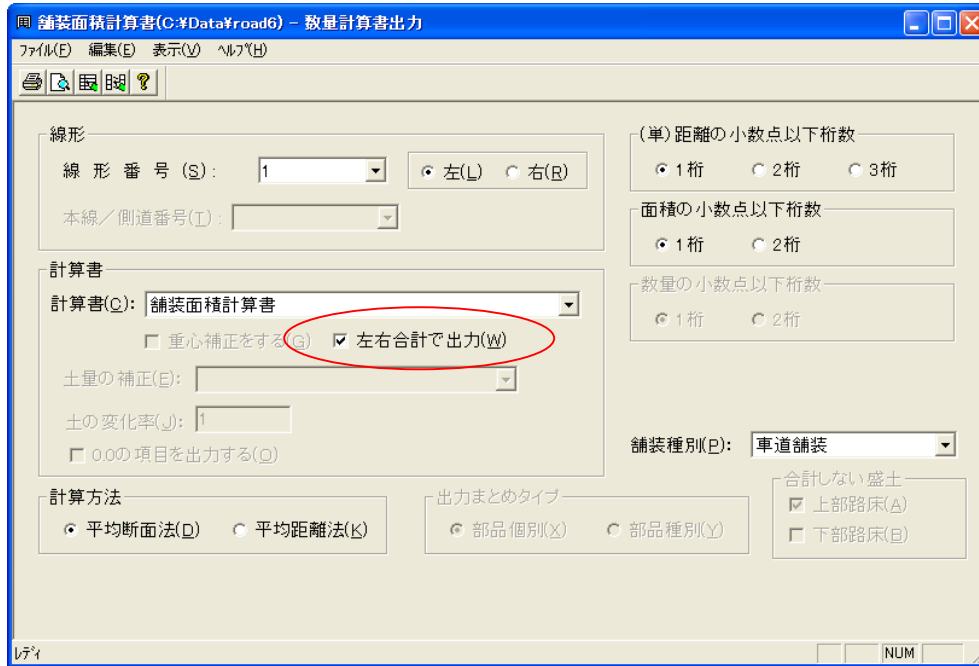 舗装面積計算書(C:¥Data¥road6) - 数量計算書出力
ファイル(F) 編集(E) 表示(V) ヘルプ(H)
線形
線 形 番 号 (S): 1 左(L) 右(R)
本線/側道番号(T):
計算書
計算書(C): 舗装面積計算書
重心補正をする(G) 左右合計で出力(W)
土量の補正(E):
土の変化率(J): 1
0.0の項目を出力する(O)
計算方法
平均断面法(D) 平均距離法(K)
出力まとめタイプ
部品個別(X) 部品種別(Y)
(単)距離の小数点以下桁数
1桁 2桁 3桁
面積の小数点以下桁数
1桁 2桁
数量の小数点以下桁数
1桁 2桁
舗装種別(P): 車道舗装
合計しない盛土
上部路床(A)
下部路床(B)
レディ NUM